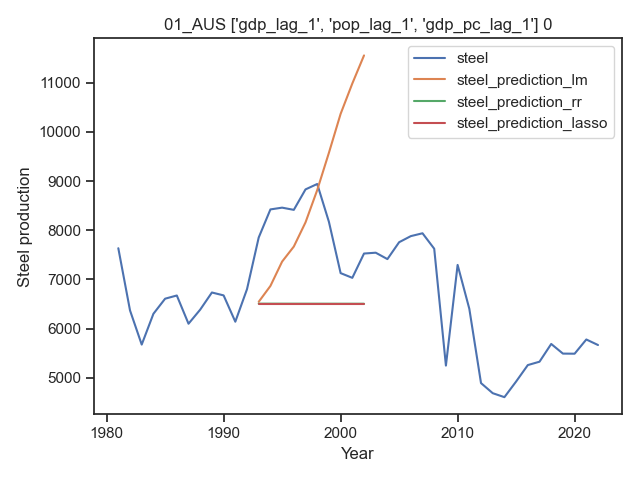 01_AUS ['gdp_lag_1', 'pop_lag_1', 'gdp_pc_lag_1'] 0
steel
steel_prediction_lm
steel_prediction_rr
steel_prediction_lasso
11000
10000
9000
8000
7000
6000
5000
Steel production
1980
1990
2000
2010
2020
Year